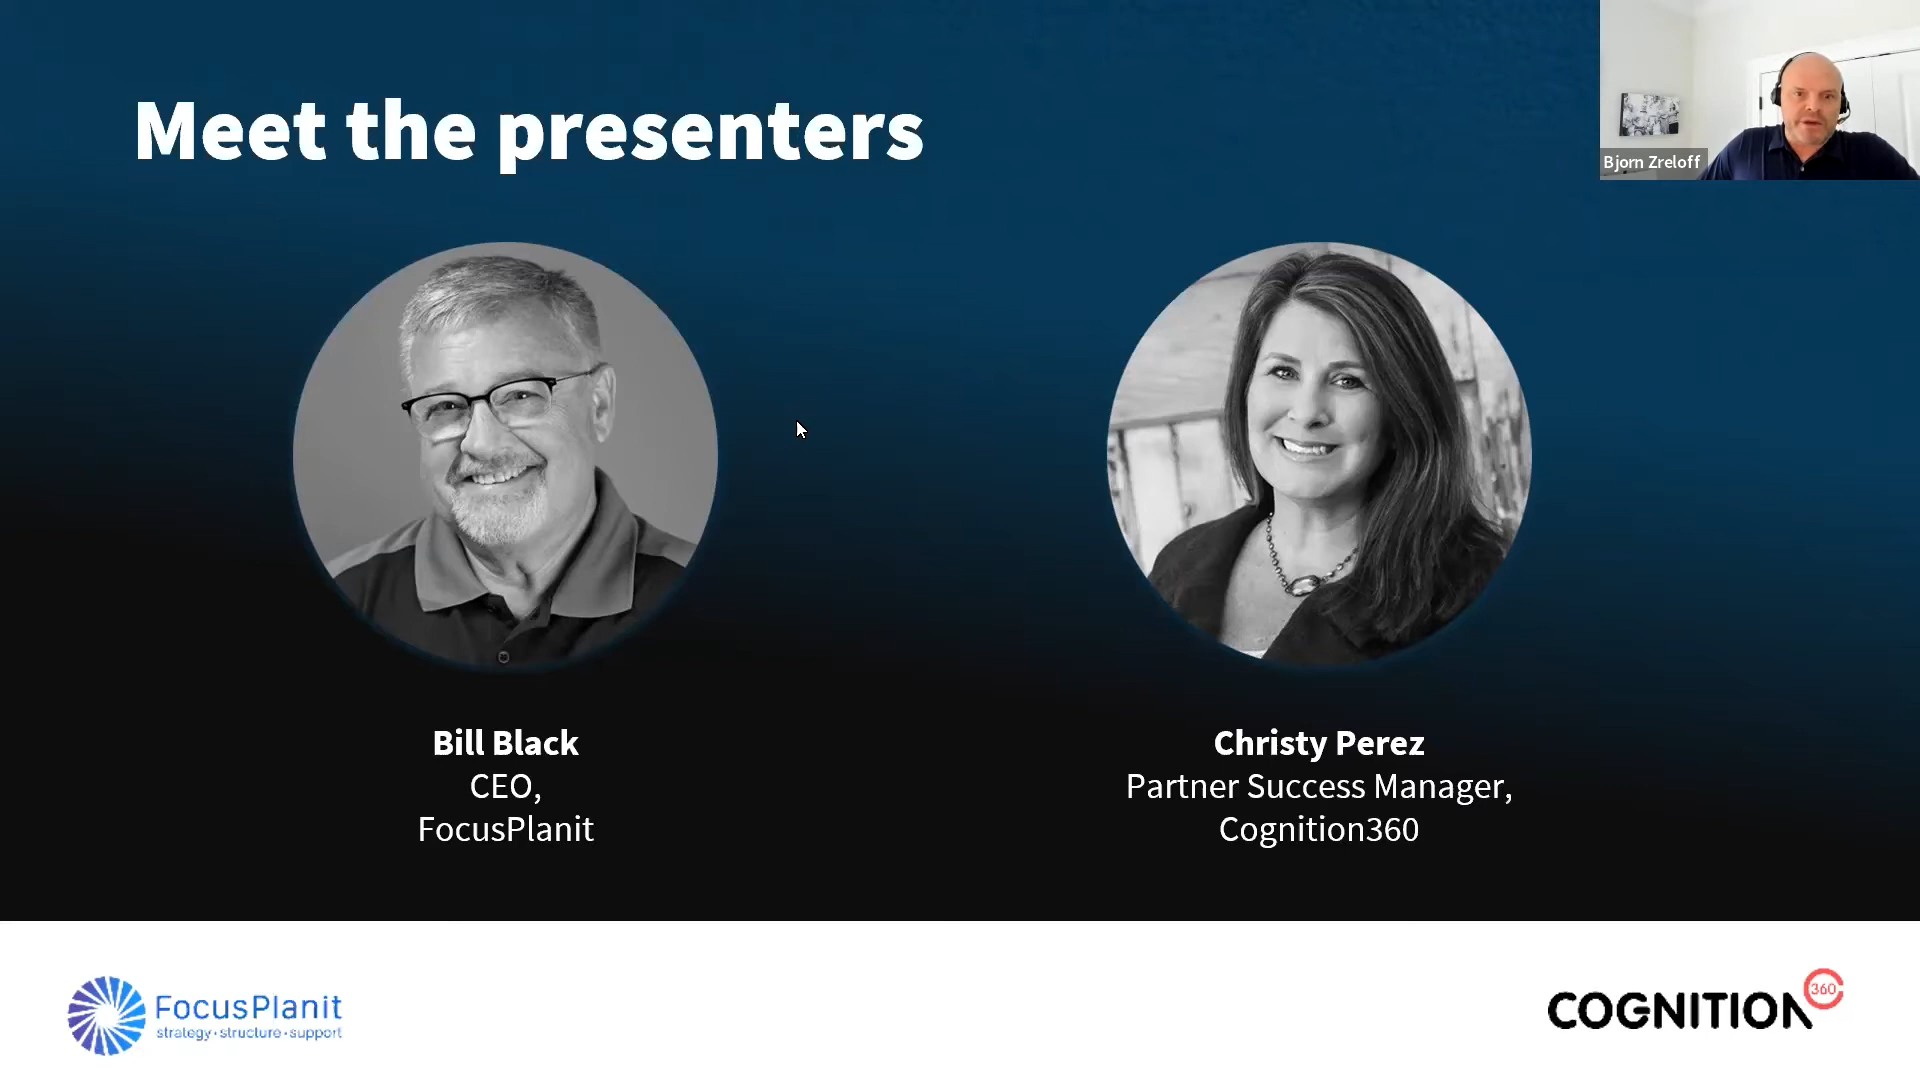 Meet the presenters
Bjorn Zreloff
Bill Black
CEO,
FocusPlanit
Christy Perez
Partner Success Manager,
Cognition360
FocusPlanit
strategy·structure·support
COGNITION
360